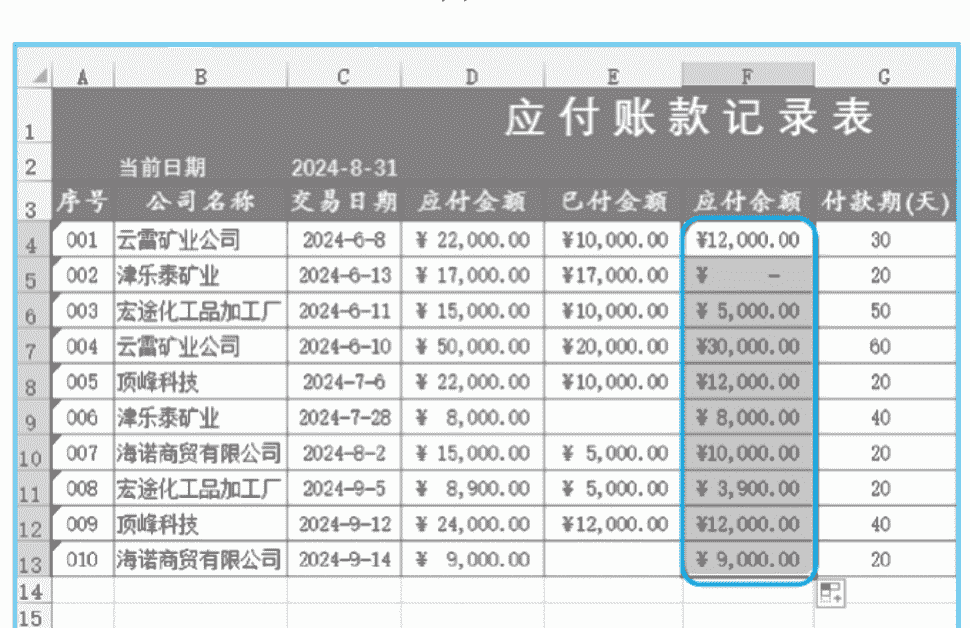 A B C D E F G
1 应付账款记录表
2 当前日期 2024-8-31
3 序号 公司名称 交易日期 应付金额 已付金额 应付余额 付款期(天)
4 001 云雷矿业公司 2024-6-8 ¥ 22,000.00 ¥10,000.00 ¥12,000.00 30
5 002 津乐泰矿业 2024-6-13 ¥ 17,000.00 ¥17,000.00 ¥ - 20
6 003 宏途化工品加工厂 2024-6-11 ¥ 15,000.00 ¥10,000.00 ¥ 5,000.00 50
7 004 云雷矿业公司 2024-6-10 ¥ 50,000.00 ¥20,000.00 ¥30,000.00 60
8 005 顶峰科技 2024-7-6 ¥ 22,000.00 ¥10,000.00 ¥12,000.00 20
9 006 津乐泰矿业 2024-7-28 ¥ 8,000.00 ¥ 8,000.00 40
10 007 海诺商贸有限公司 2024-8-2 ¥ 15,000.00 ¥ 5,000.00 ¥10,000.00 20
11 008 宏途化工品加工厂 2024-9-5 ¥ 8,900.00 ¥ 5,000.00 ¥ 3,900.00 20
12 009 顶峰科技 2024-9-12 ¥ 24,000.00 ¥12,000.00 ¥12,000.00 40
13 010 海诺商贸有限公司 2024-9-14 ¥ 9,000.00 ¥ 9,000.00 20
14
15